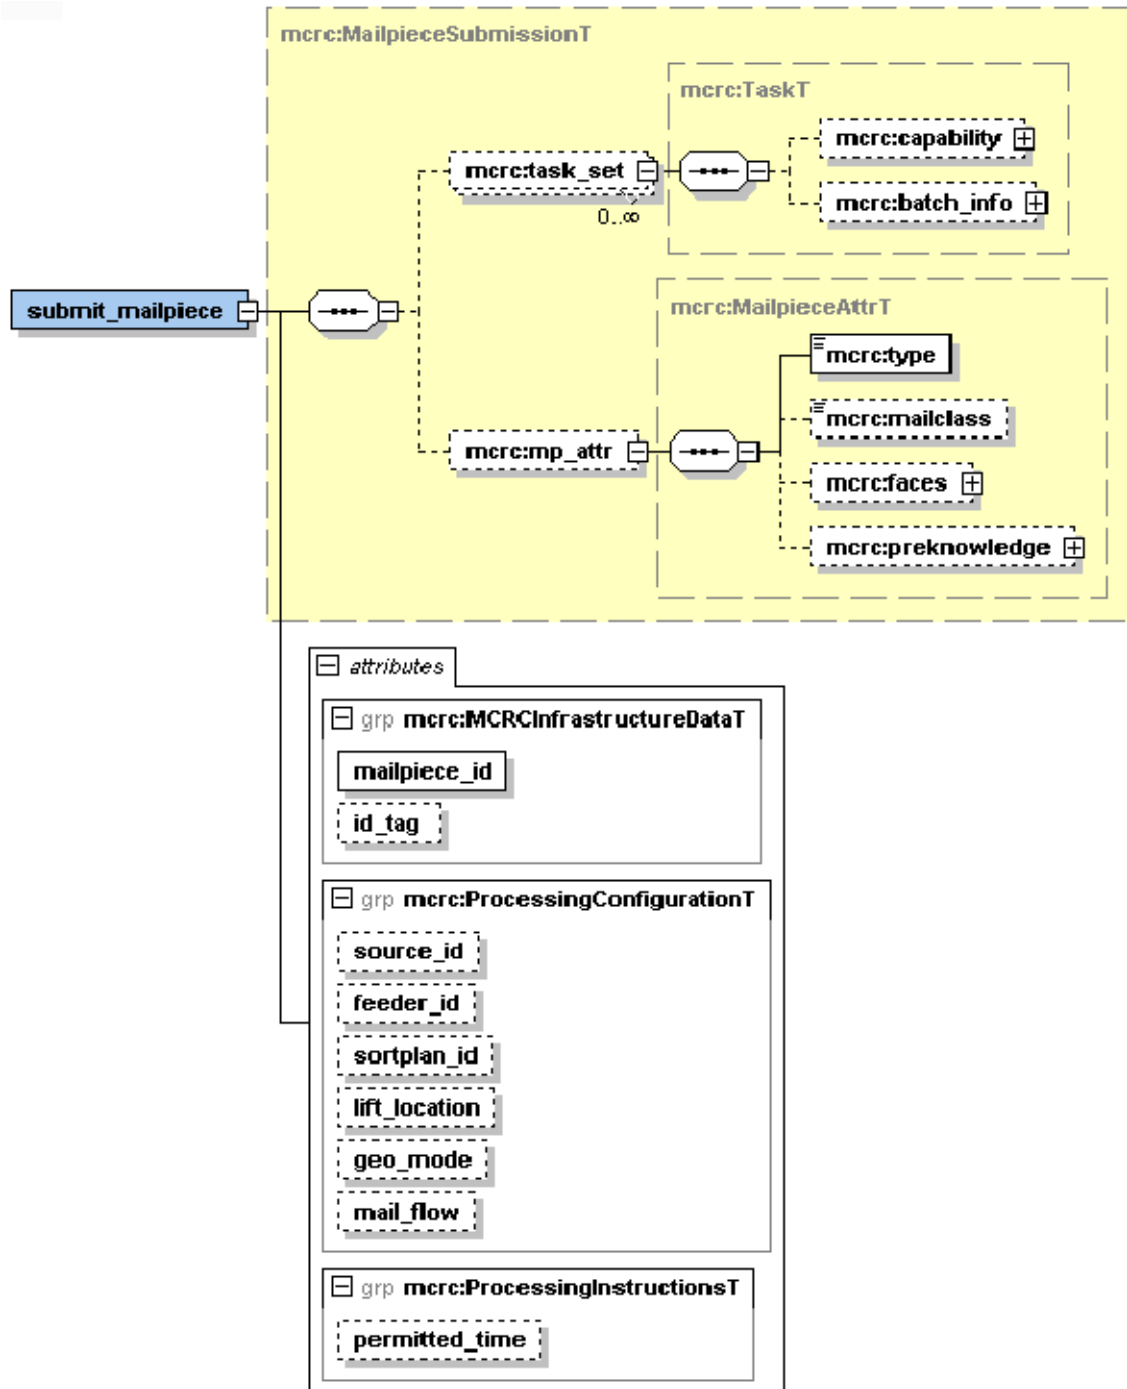 mcrc:MailpieceSubmissionT
mcrc:TaskT
mcrc:capability
mcrc:task_set
mcrc:batch_info
0..∞
submit_mailpiece
mcrc:MailpieceAttrT
mcrc:type
mcrc:mailclass
mcrc:mp_attr
mcrc:faces
mcrc:preknowledge
attributes
grp mcrc:MCRCInfrastructureDataT
mailpiece_id
id_tag
grp mcrc:ProcessingConfigurationT
source_id
feeder_id
sortplan_id
lift_location
geo_mode
mail_flow
grp mcrc:ProcessingInstructionsT
permitted_time